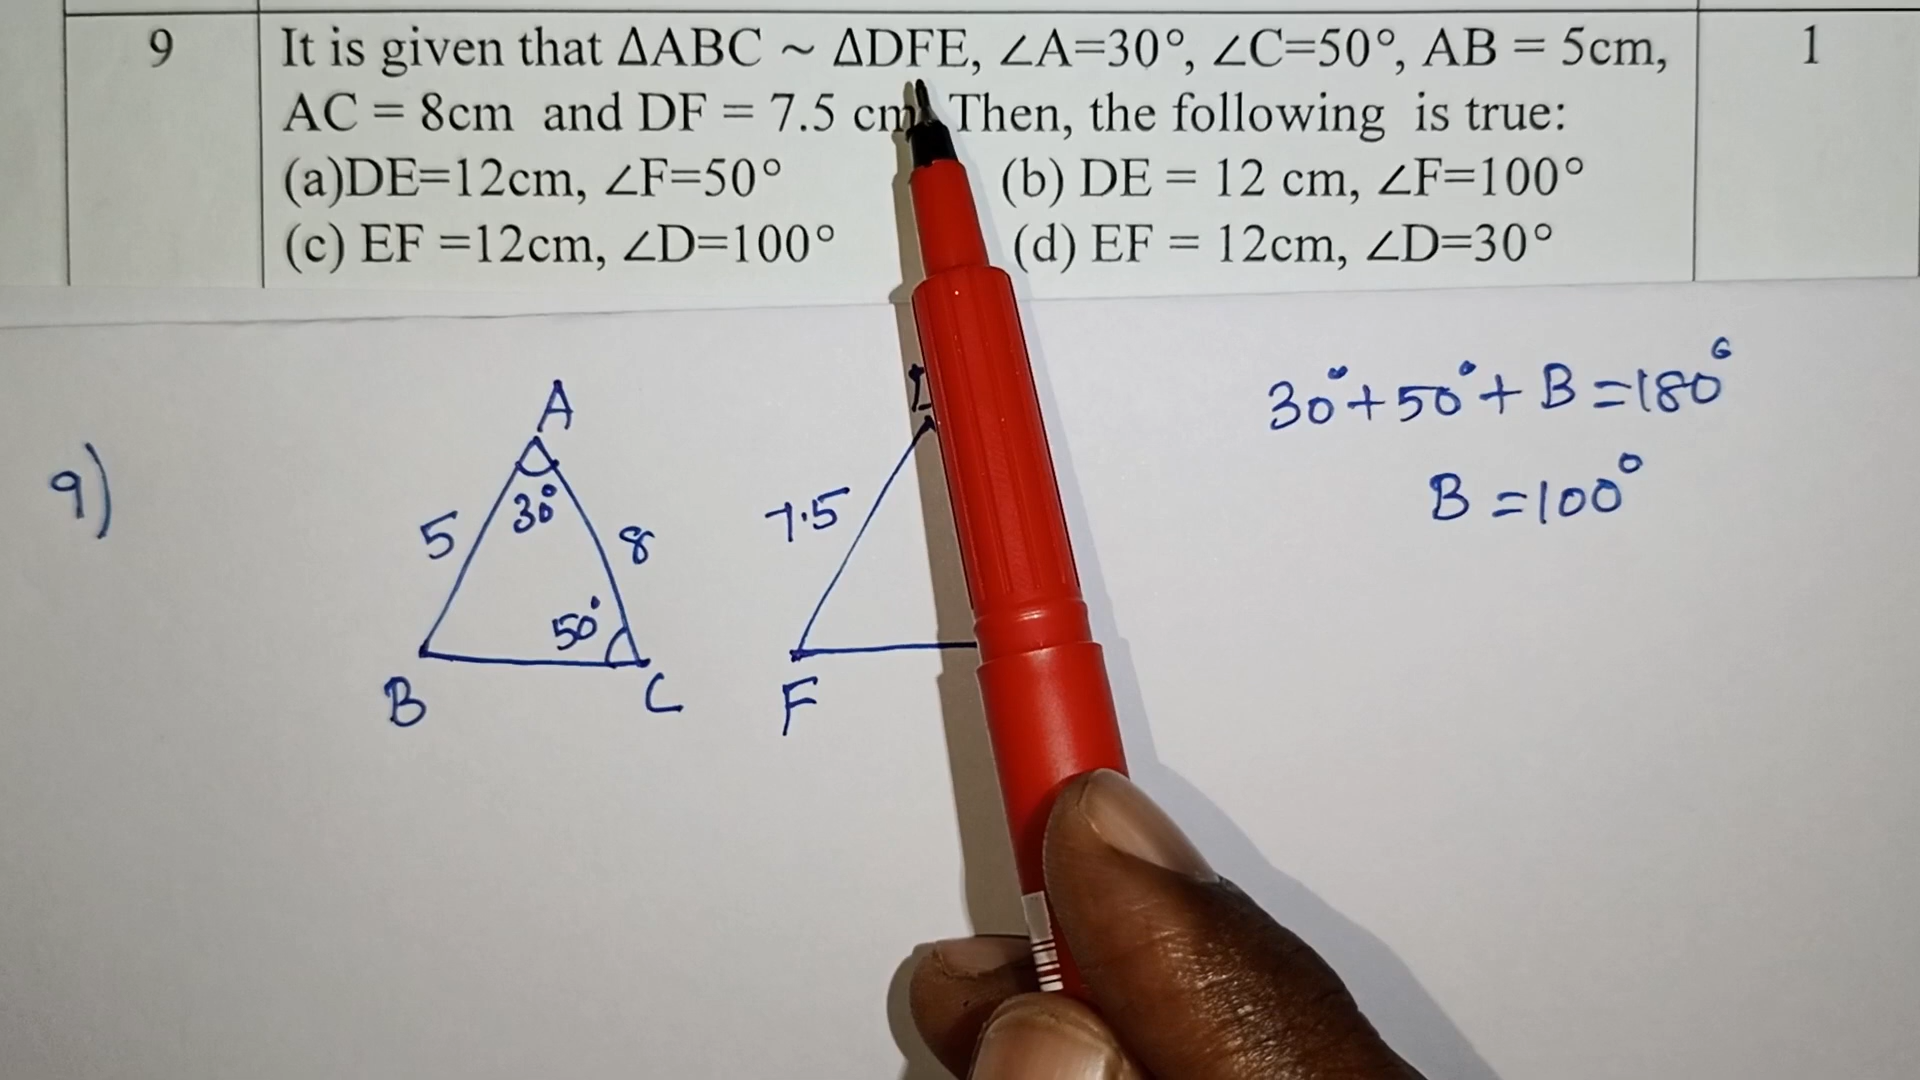 9 It is given that ΔABC ~ ΔDFE, ∠A=30°, ∠C=50°, AB = 5cm, 1
AC = 8cm and DF = 7.5 cm Then, the following is true:
(a)DE=12cm, ∠F=50° (b) DE = 12 cm, ∠F=100°
(c) EF =12cm, ∠D=100° (d) EF = 12cm, ∠D=30°
9)
A
30°
5
8
50°
B
C
7.5
F
30°+50°+ B =180°
B =100°